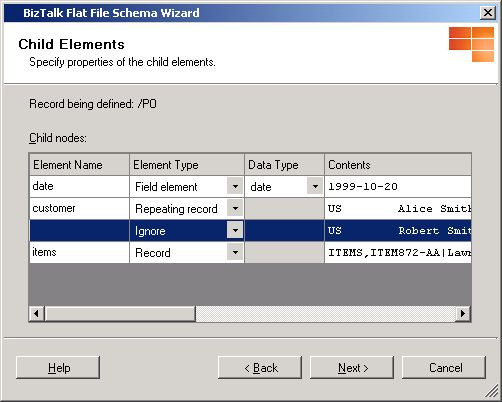 BizTalk Flat File Schema Wizard
Child Elements
Specify properties of the child elements.
Record being defined: /PO
Child nodes:
Element Name Element Type Data Type Contents
date Field element date 1999-10-20
customer Repeating record US Alice Smith
Ignore US Robert Smit
items Record ITEMS,ITEM872-AA|Lawn
Help < Back Next > Cancel